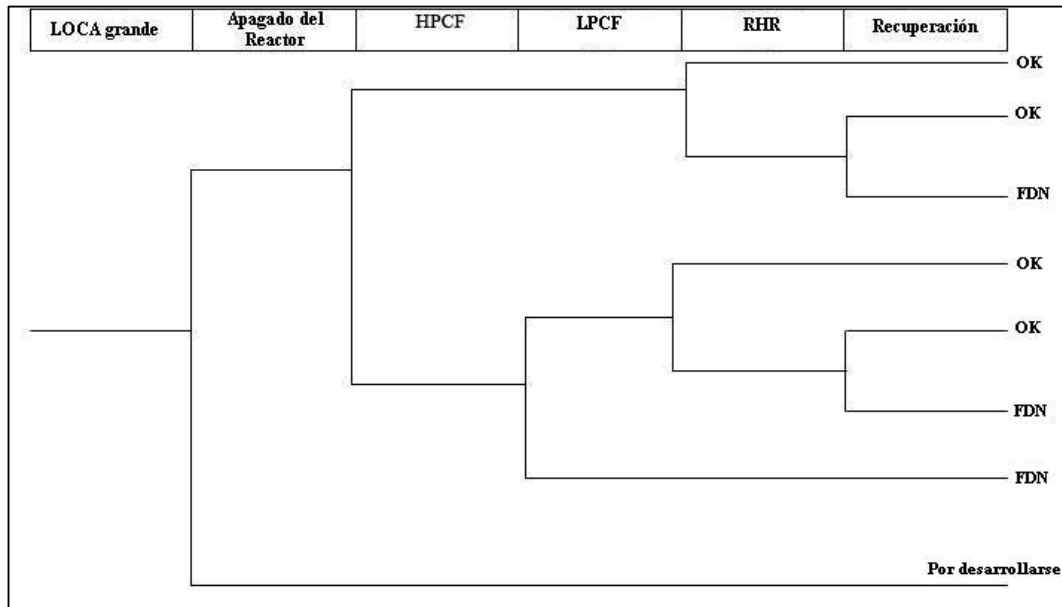 LOCA grande
Apagado del
Reactor
HPCF
LPCF
RHR
Recuperación
OK
OK
FDN
OK
OK
FDN
FDN
Por desarrollarse